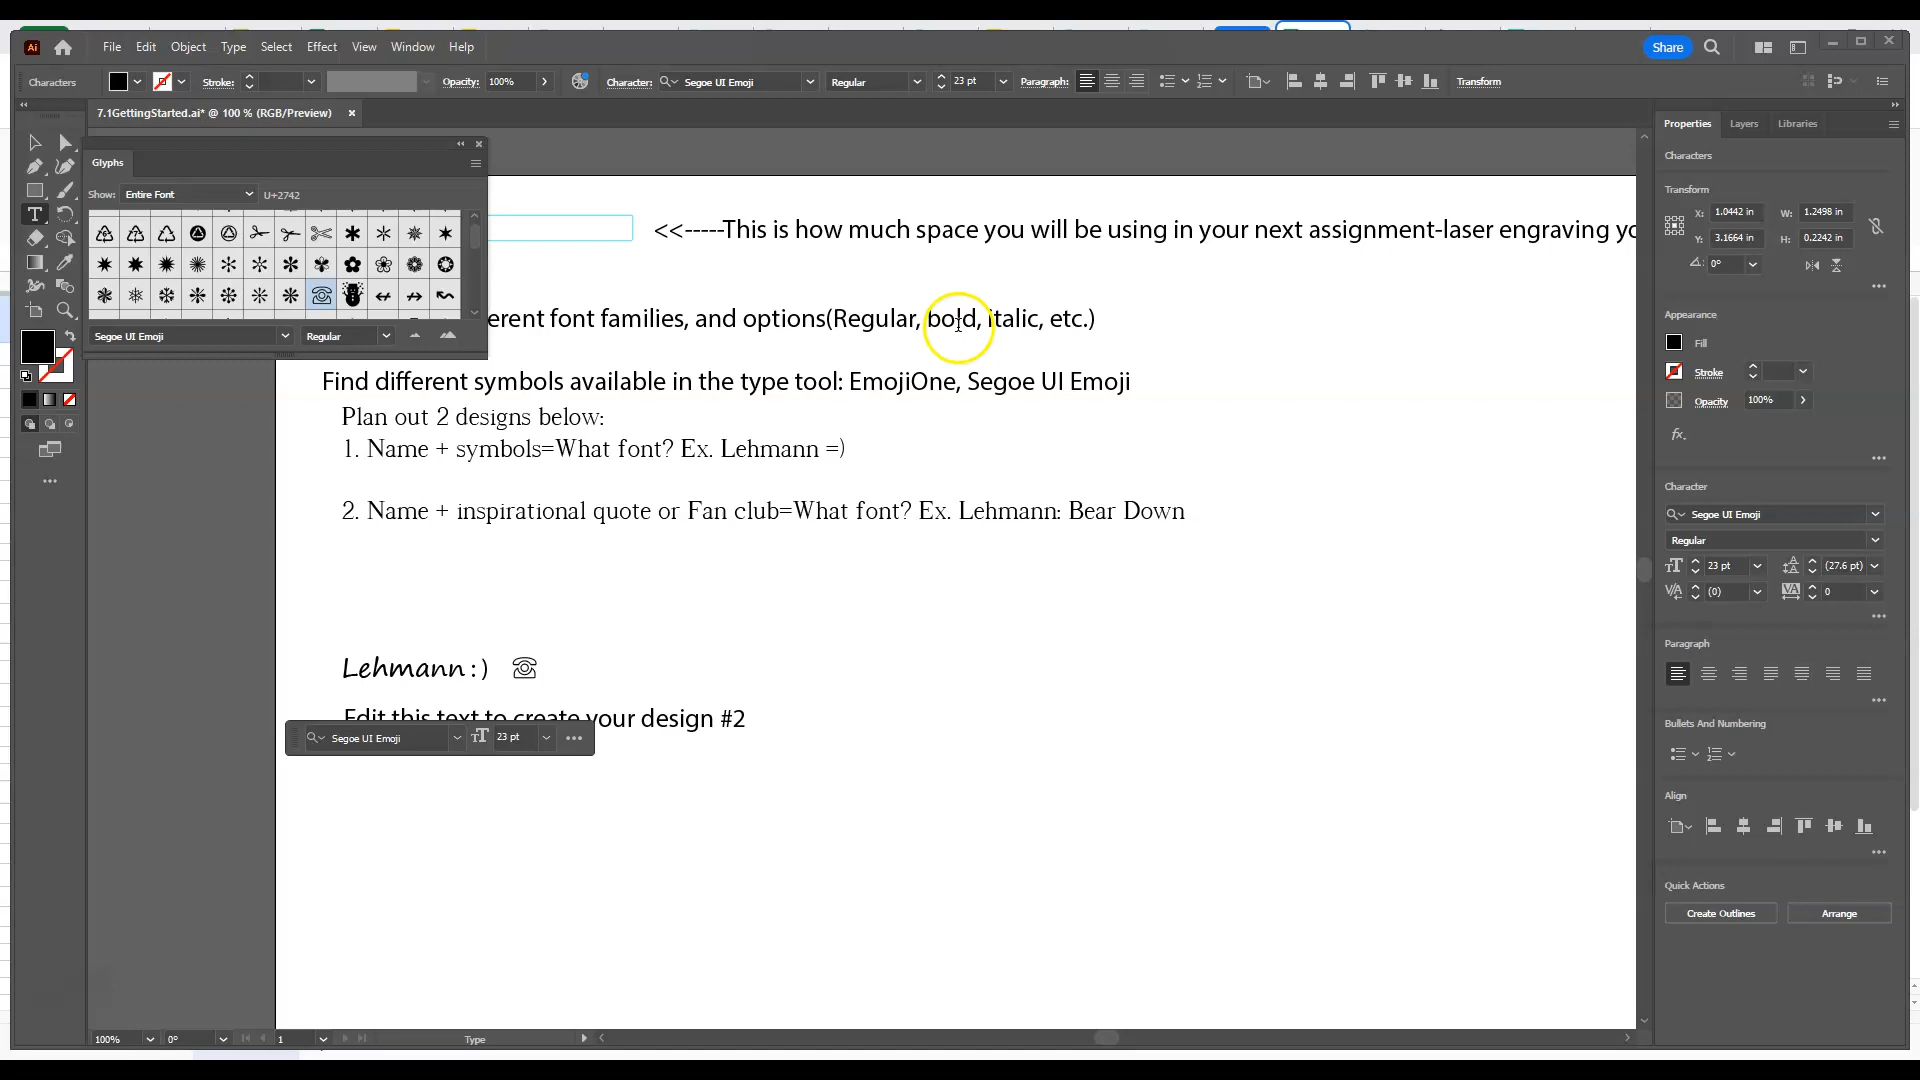 File Edit Object Type Select Effect View Window Help
Share
Characters
Stroke:
Opacity: 100%
Character: Segoe UI Emoji
Regular
23 pt
Paragraph:
Transform
7.1GettingStarted.ai* @ 100 % (RGB/Preview)
Glyphs
Show: Entire Font U+2742
Segoe UI Emoji Regular
<<-----This is how much space you will be using in your next assignment-laser engraving yo
erent font families, and options(Regular, bold, italic, etc.)
Find different symbols available in the type tool: EmojiOne, Segoe UI Emoji
Plan out 2 designs below:
1. Name + symbols=What font? Ex. Lehmann =)
2. Name + inspirational quote or Fan club=What font? Ex. Lehmann: Bear Down
Lehmann :) ☏
Edit this text to create your design #2
Segoe UI Emoji 23 pt
Properties Layers Libraries
Characters
Transform
X: 1.0442 in W: 1.2498 in
Y: 3.1664 in H: 0.2242 in
0°
Appearance
Fill
Stroke
Opacity 100%
fx.
Character
Segoe UI Emoji
Regular
23 pt (27.6 pt)
(0) 0
Paragraph
Bullets And Numbering
Align
Quick Actions
Create Outlines Arrange
100% 0° 1 Type